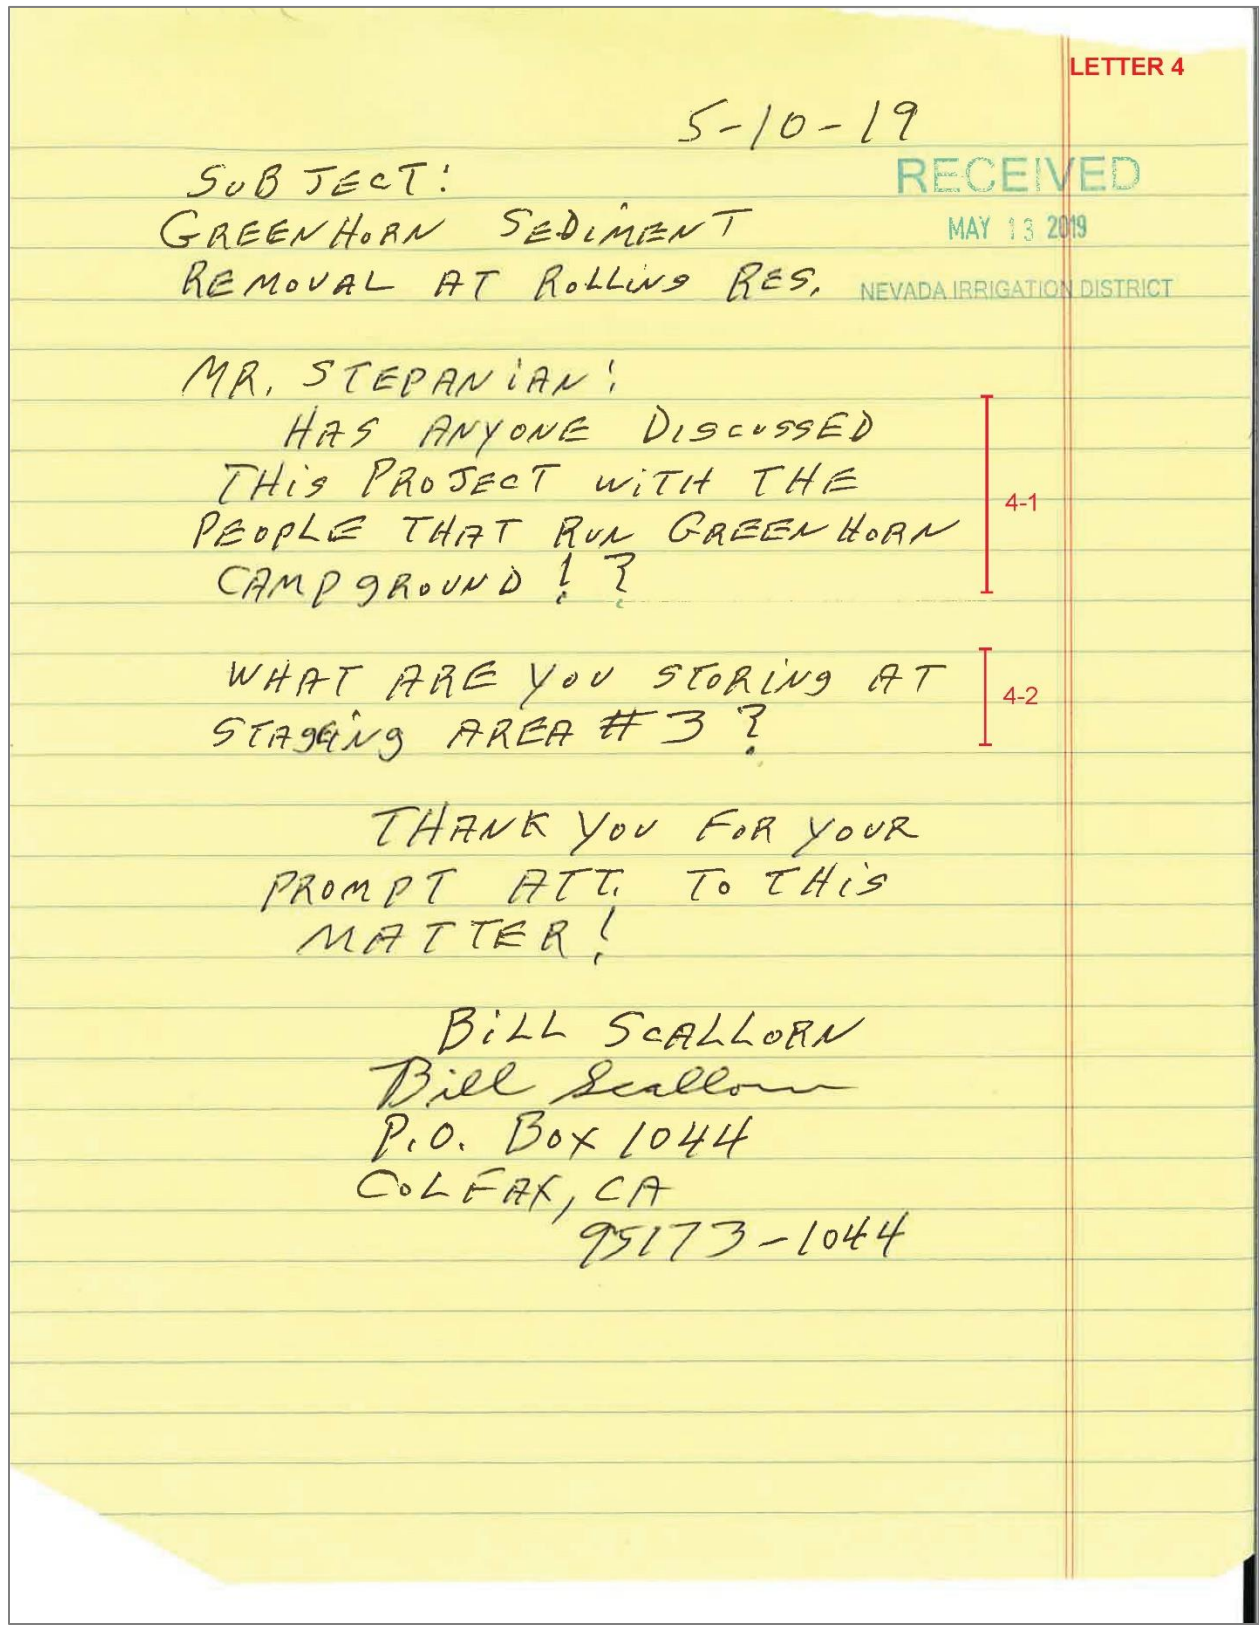 LETTER 4
5-10-19
SUBJECT:
RECEIVED
GREENHORN SEDIMENT
MAY 13 2019
REMOVAL AT ROLLING RES.
NEVADA IRRIGATION DISTRICT
MR. STEPANIAN:
HAS ANYONE DISCUSSED
THIS PROJECT WITH THE
4-1
PEOPLE THAT RUN GREENHORN
CAMPGROUND!?
WHAT ARE YOU STORING AT
4-2
STAGING AREA #3?
THANK YOU FOR YOUR
PROMPT ATT. TO THIS
MATTER!
BILL SCALLORN
Bill Scallorn
P.O. BOX 1044
COLFAX, CA
95173-1044